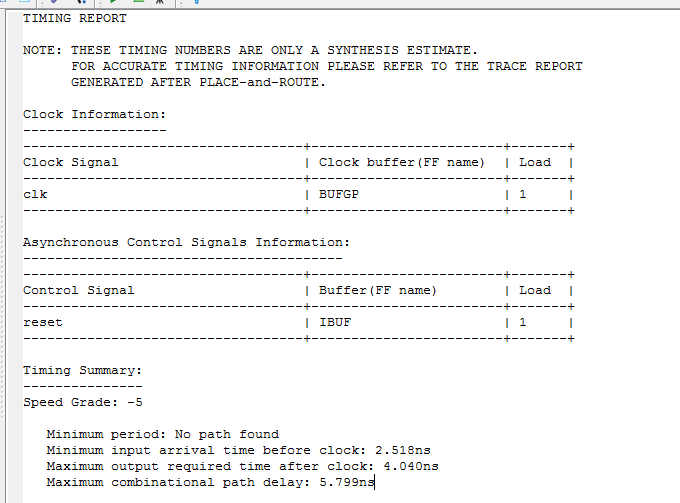 TIMING REPORT
NOTE: THESE TIMING NUMBERS ARE ONLY A SYNTHESIS ESTIMATE.
FOR ACCURATE TIMING INFORMATION PLEASE REFER TO THE TRACE REPORT
GENERATED AFTER PLACE-and-ROUTE.
Clock Information:
------------------
-----------------------------------+------------------------+-------+
Clock Signal | Clock buffer(FF name) | Load |
-----------------------------------+------------------------+-------+
clk | BUFGP | 1 |
-----------------------------------+------------------------+-------+
Asynchronous Control Signals Information:
----------------------------------------
-----------------------------------+------------------------+-------+
Control Signal | Buffer(FF name) | Load |
-----------------------------------+------------------------+-------+
reset | IBUF | 1 |
-----------------------------------+------------------------+-------+
Timing Summary:
---------------
Speed Grade: -5
Minimum period: No path found
Minimum input arrival time before clock: 2.518ns
Maximum output required time after clock: 4.040ns
Maximum combinational path delay: 5.799ns